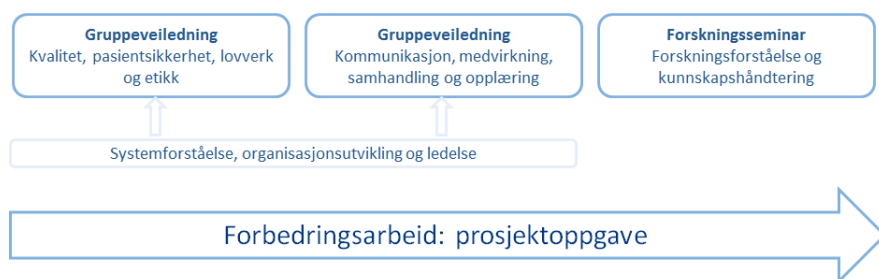 Gruppeveiledning
Kvalitet, pasientsikkerhet, lovverk
og etikk
Gruppeveiledning
Kommunikasjon, medvirkning,
samhandling og opplæring
Forskningsseminar
Forskningsforståelse og
kunnskapshåndtering
Systemforståelse, organisasjonsutvikling og ledelse
Forbedringsarbeid: prosjektoppgave